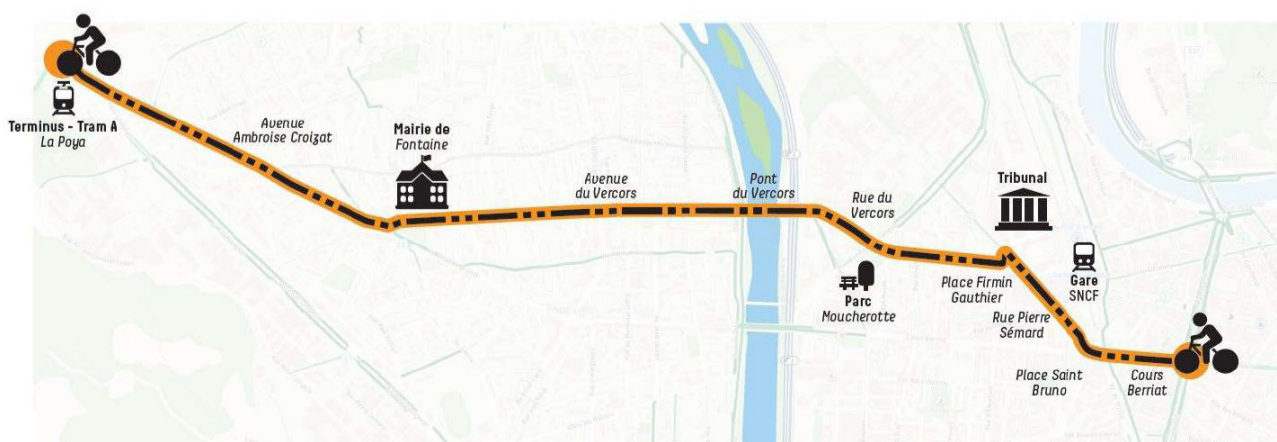 Terminus - Tram A
La Poya
Avenue
Ambroise Croizat
Mairie de
Fontaine
Avenue
du Vercors
Pont
du Vercors
Rue du
Vercors
Parc
Moucherotte
Tribunal
Place Firmin
Gauthier
Gare
SNCF
Rue Pierre
Sémard
Place Saint
Bruno
Cours
Berriat